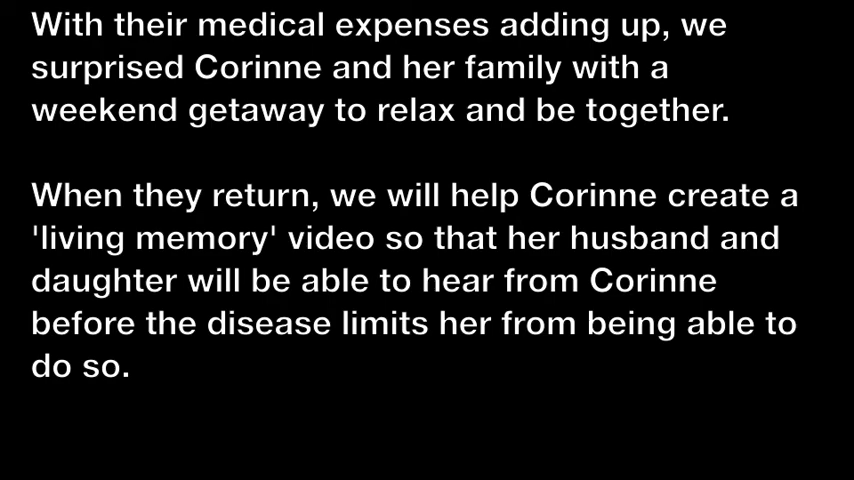 With their medical expenses adding up, we
surprised Corinne and her family with a
weekend getaway to relax and be together.
When they return, we will help Corinne create a
'living memory' video so that her husband and
daughter will be able to hear from Corinne
before the disease limits her from being able to
do so.